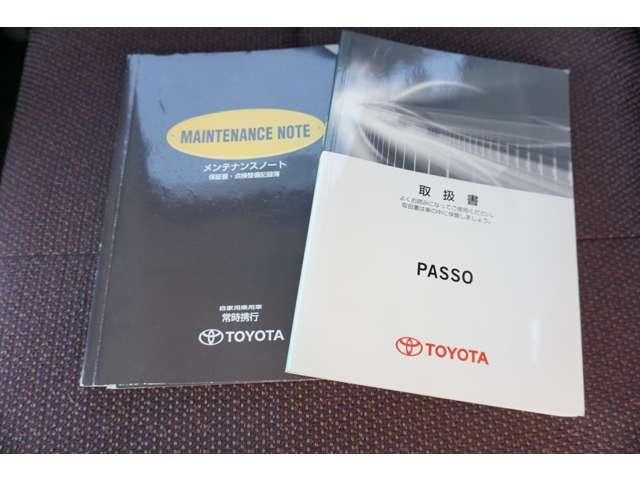 MAINTENANCE NOTE
メンテナンスノート
保証書・点検整備記録簿
自家用乗用車
常時携行
TOYOTA
取扱書
よくお読みになってご使用ください。
取扱書は車の中に保管しましょう。
PASSO
TOYOTA